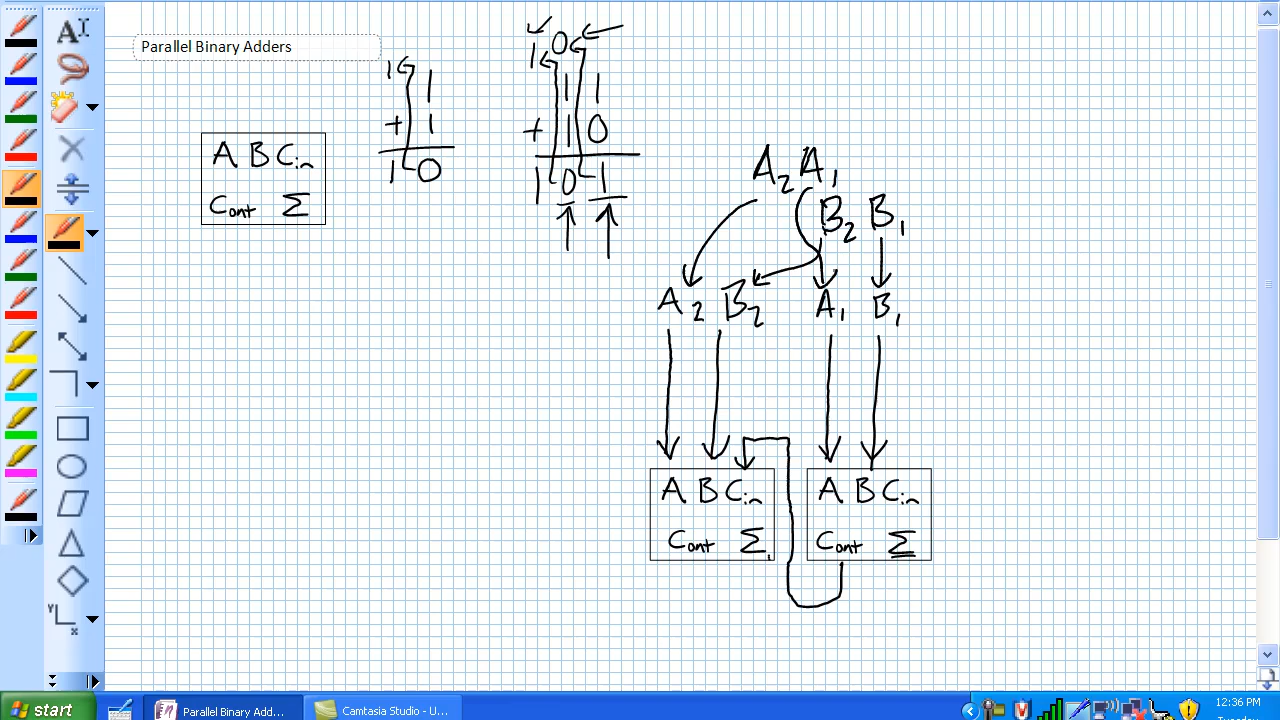 Parallel Binary Adders
A B Cin
Cout Σ
1
1
+ 1
1 0
1 0
1 1
+ 1 0
1 0 1
A2 A1
B2 B1
A2 B2 A1 B1
A B Cin A B Cin
Cout Σ Cout Σ
start
Parallel Binary Add...
Camtasia Studio - U...
12:36 PM
Tuesday